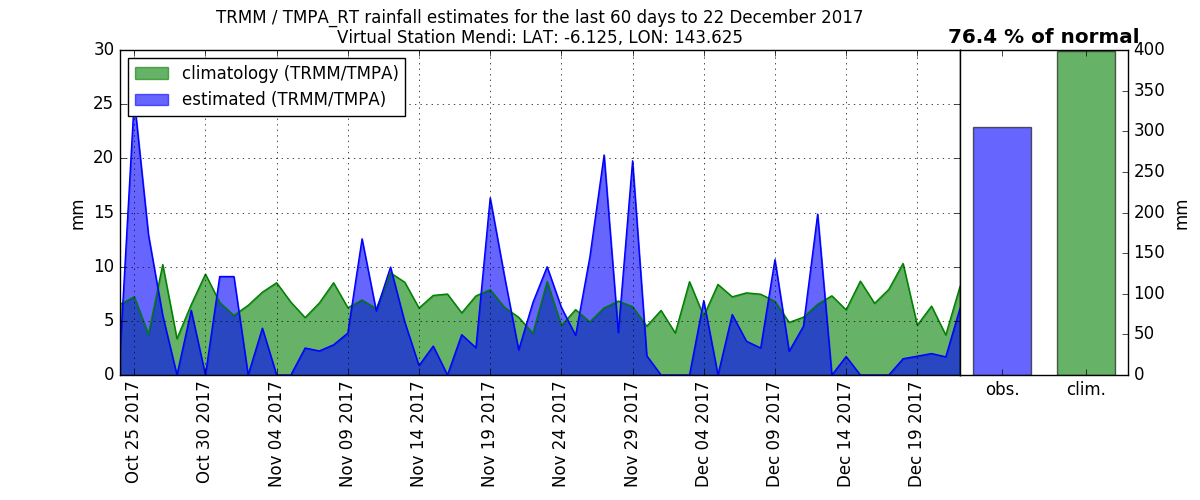 TRMM / TMPA_RT rainfall estimates for the last 60 days to 22 December 2017
Virtual Station Mendi: LAT: -6.125, LON: 143.625
76.4 % of normal
climatology (TRMM/TMPA)
estimated (TRMM/TMPA)
30
25
20
15
10
5
0
mm
Oct 25 2017
Oct 30 2017
Nov 04 2017
Nov 09 2017
Nov 14 2017
Nov 19 2017
Nov 24 2017
Nov 29 2017
Dec 04 2017
Dec 09 2017
Dec 14 2017
Dec 19 2017
obs.
clim.
400
350
300
250
200
150
100
50
0
mm